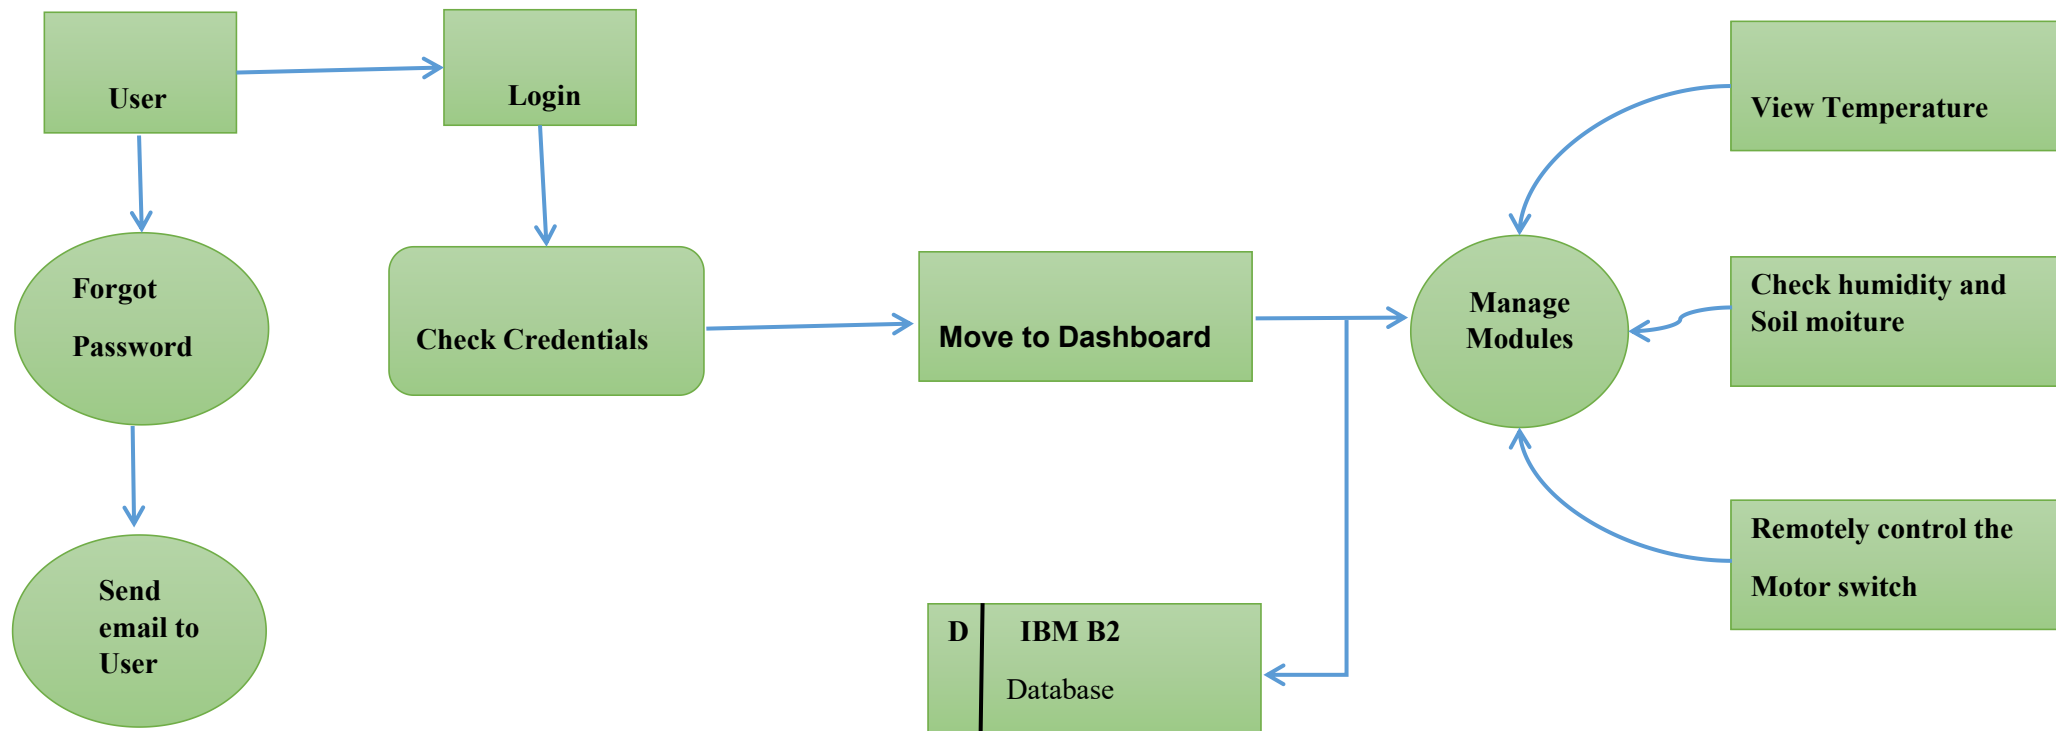 User
Login
View Temperature
Forgot
Password
Check Credentials
Move to Dashboard
Manage
Modules
Check humidity and
Soil moiture
Send
email to
User
D
IBM B2
Database
Remotely control the
Motor switch